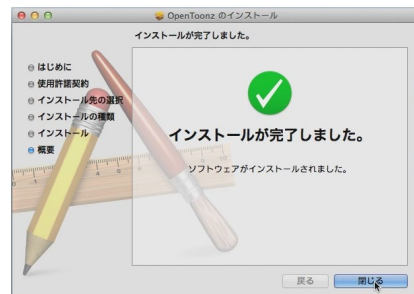 OpenToonz のインストール
インストールが完了しました。
はじめに
使用許諾契約
インストール先の選択
インストールの種類
インストール
概要
インストールが完了しました。
ソフトウェアがインストールされました。
戻る
閉じる